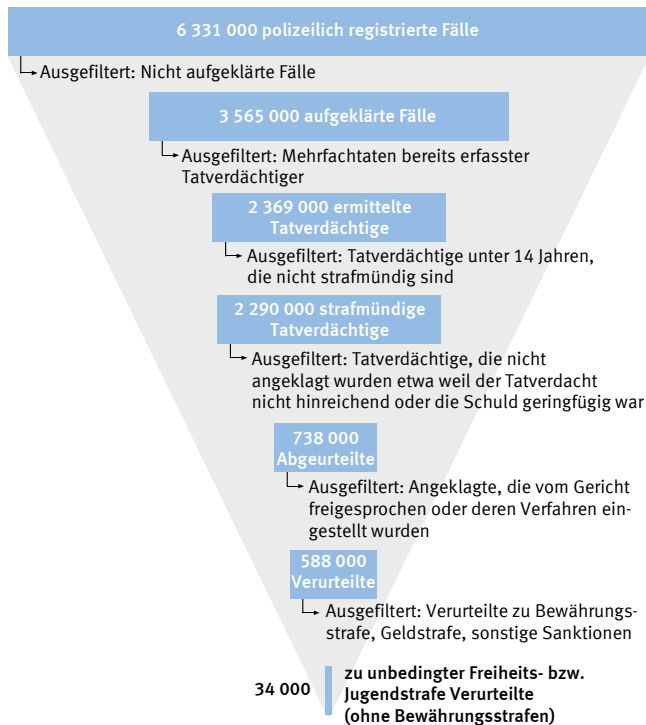 6 331 000 polizeilich registrierte Fälle
Ausgefiltert: Nicht aufgeklärte Fälle
3 565 000 aufgeklärte Fälle
Ausgefiltert: Mehrfachtaten bereits erfasster
Tatverdächtiger
2 369 000 ermittelte
Tatverdächtige
Ausgefiltert: Tatverdächtige unter 14 Jahren,
die nicht strafmündig sind
2 290 000 strafmündige
Tatverdächtige
Ausgefiltert: Tatverdächtige, die nicht
angeklagt wurden etwa weil der Tatverdacht
nicht hinreichend oder die Schuld geringfügig war
738 000
Abgeurteilte
Ausgefiltert: Angeklagte, die vom Gericht
freigesprochen oder deren Verfahren ein-
gestellt wurden
588 000
Verurteilte
Ausgefiltert: Verurteilte zu Bewährungs-
strafe, Geldstrafe, sonstige Sanktionen
34 000
zu unbedingter Freiheits- bzw.
Jugendstrafe Verurteilte
(ohne Bewährungsstrafen)